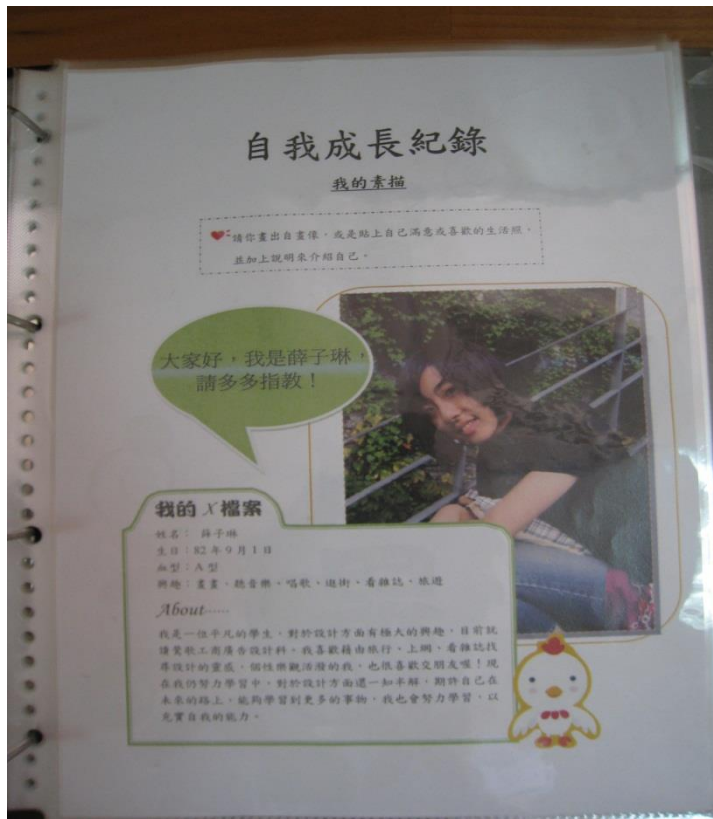 自我成長紀錄
我的素描
請你畫出自畫像，或是貼上自己滿意或喜歡的生活照，
並加上說明來介紹自己。
大家好，我是薛子琳，
請多多指教！
我的X檔案
姓名： 薛子琳
生日：82年9月1日
血型：A型
興趣：畫畫、聽音樂、唱歌、逛街、看雜誌、旅遊
About……
我是一位平凡的學生，對於設計方面有極大的興趣，目前就
讀鶯歌工商廣告設計科。我喜歡藉由旅行、上網、看雜誌找
尋設計的靈感，個性樂觀活潑的我，也很喜歡交朋友喔！現
在我仍努力學習中，對於設計方面還一知半解，期許自己在
未來的路上，能夠學習到更多的事物，我也會努力學習，以
充實自我的能力。